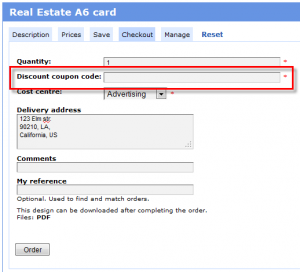 Real Estate A6 card
Description Prices Save Checkout Manage Reset
Quantity: 1 *
Discount coupon code: *
Cost centre: Advertising *
Delivery address
123 Elm str.
90210, LA,
California, US
Comments
My reference
Optional. Used to find and match orders.
This design can be downloaded after completing the order.
Files: PDF
Order